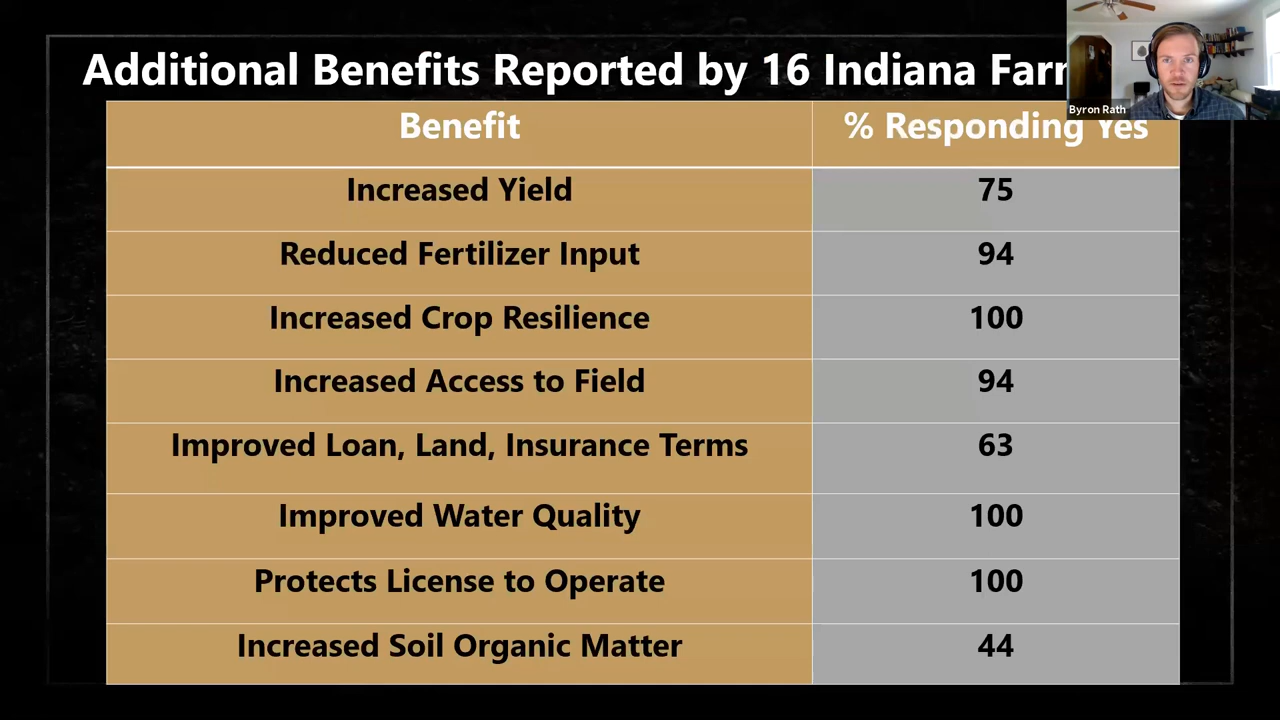 Additional Benefits Reported by 16 Indiana
Byron Rath
Benefit % Responding Yes
Increased Yield 75
Reduced Fertilizer Input 94
Increased Crop Resilience 100
Increased Access to Field 94
Improved Loan, Land, Insurance Terms 63
Improved Water Quality 100
Protects License to Operate 100
Increased Soil Organic Matter 44